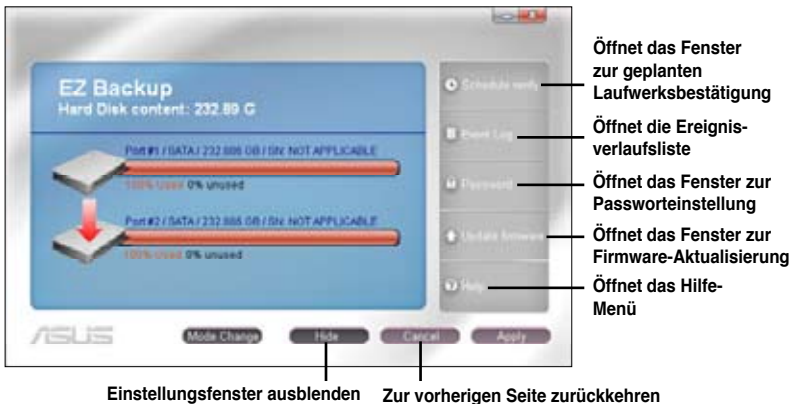 EZ Backup
Hard Disk content: 232.89 G
Port #1 / SATA / 232.886 GB / SN: NOT APPLICABLE
100% Used 0% unused
Port #2 / SATA / 232.886 GB / SN: NOT APPLICABLE
100% Used 0% unused
Schedule verify
Event Log
Password
Update firmware
Help
Öffnet das Fenster
zur geplanten
Laufwerksbestätigung
Öffnet die Ereignis-
verlaufsliste
Öffnet das Fenster zur
Passworteinstellung
Öffnet das Fenster zur
Firmware-Aktualisierung
Öffnet das Hilfe-
Menü
ASUS
Mode Change
Hide
Cancel
Apply
Einstellungsfenster ausblenden
Zur vorherigen Seite zurückkehren